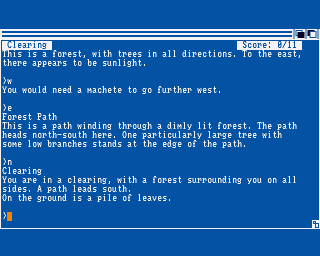 Clearing Score: 0/11
This is a forest, with trees in all directions. To the east,
there appears to be sunlight.
>w
You would need a machete to go further west.
>e
Forest Path
This is a path winding through a dimly lit forest. The path
heads north-south here. One particularly large tree with
some low branches stands at the edge of the path.
>n
Clearing
You are in a clearing, with a forest surrounding you on all
sides. A path leads south.
On the ground is a pile of leaves.
>